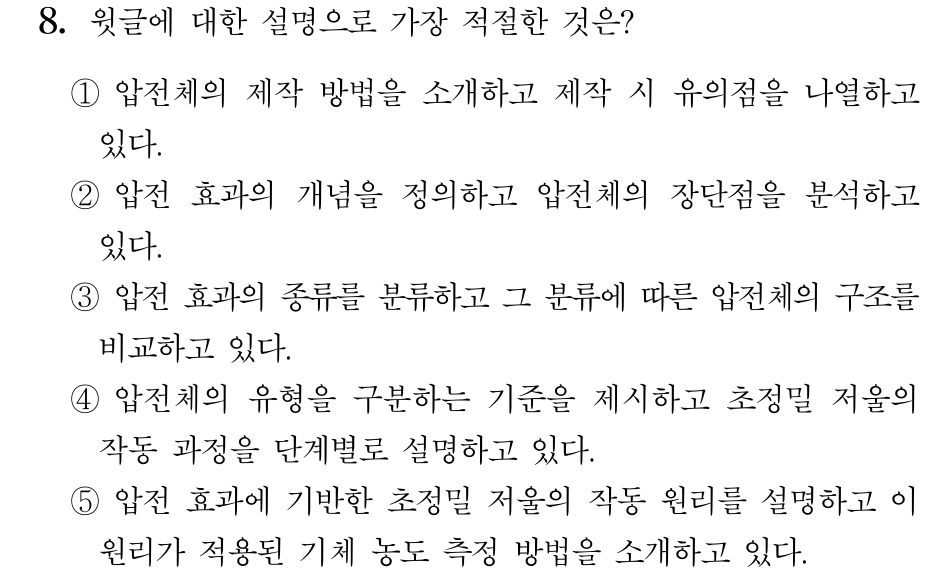 8. 윗글에 대한 설명으로 가장 적절한 것은?
① 압전체의 제작 방법을 소개하고 제작 시 유의점을 나열하고
있다.
② 압전 효과의 개념을 정의하고 압전체의 장단점을 분석하고
있다.
③ 압전 효과의 종류를 분류하고 그 분류에 따른 압전체의 구조를
비교하고 있다.
④ 압전체의 유형을 구분하는 기준을 제시하고 초정밀 저울의
작동 과정을 단계별로 설명하고 있다.
⑤ 압전 효과에 기반한 초정밀 저울의 작동 원리를 설명하고 이
원리가 적용된 기체 농도 측정 방법을 소개하고 있다.